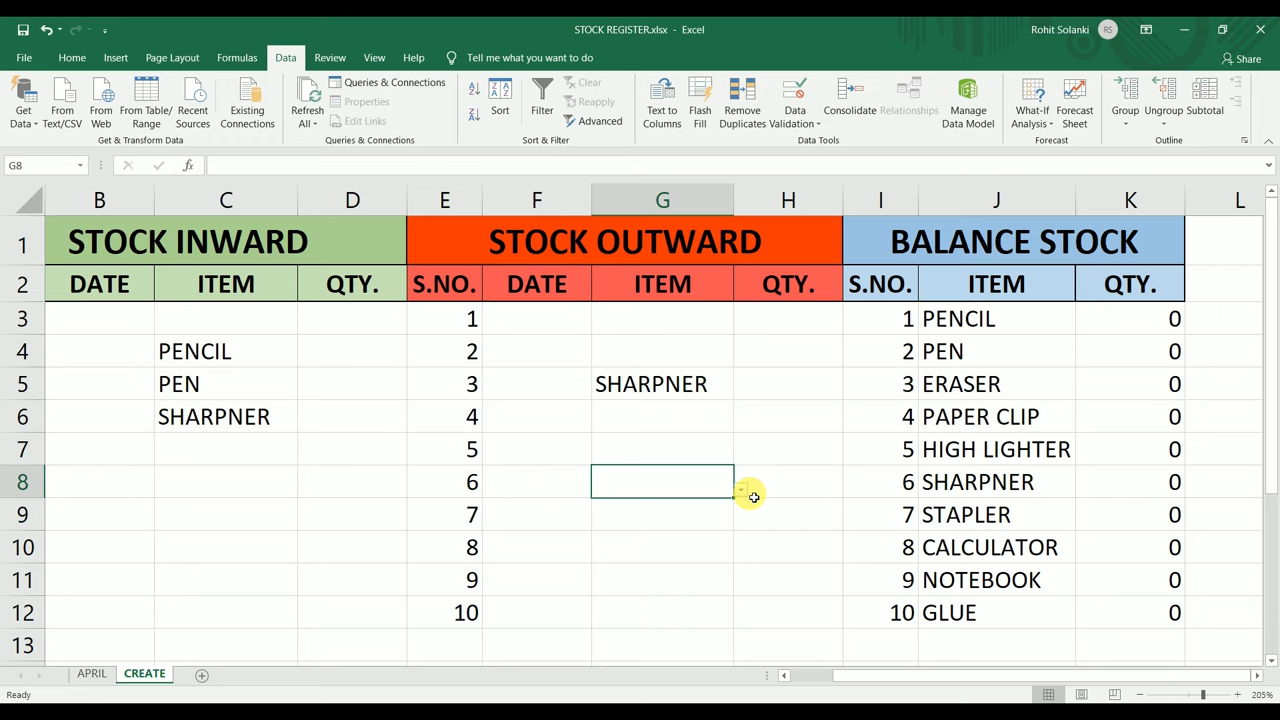 STOCK REGISTER.xlsx - Excel
Rohit Solanki RS
File Home Insert Page Layout Formulas Data Review View Help Tell me what you want to do Share
Get Data
From Text/CSV
From Web
From Table/ Range
Recent Sources
Existing Connections
Get & Transform Data
Refresh All
Queries & Connections
Properties
Edit Links
Queries & Connections
Sort
Filter
Clear
Reapply
Advanced
Sort & Filter
Text to Columns
Flash Fill
Remove Duplicates
Data Validation
Consolidate
Relationships
Manage Data Model
Data Tools
What-If Analysis
Forecast Sheet
Forecast
Group
Ungroup
Subtotal
Outline
G8 fx
B C D E F G H I J K L
1 STOCK INWARD STOCK OUTWARD BALANCE STOCK
2 DATE ITEM QTY. S.NO. DATE ITEM QTY. S.NO. ITEM QTY.
3 1 1 PENCIL 0
4 PENCIL 2 2 PEN 0
5 PEN 3 SHARPNER 3 ERASER 0
6 SHARPNER 4 4 PAPER CLIP 0
7 5 5 HIGH LIGHTER 0
8 6 6 SHARPNER 0
9 7 7 STAPLER 0
10 8 8 CALCULATOR 0
11 9 9 NOTEBOOK 0
12 10 10 GLUE 0
13
APRIL CREATE
Ready 205%